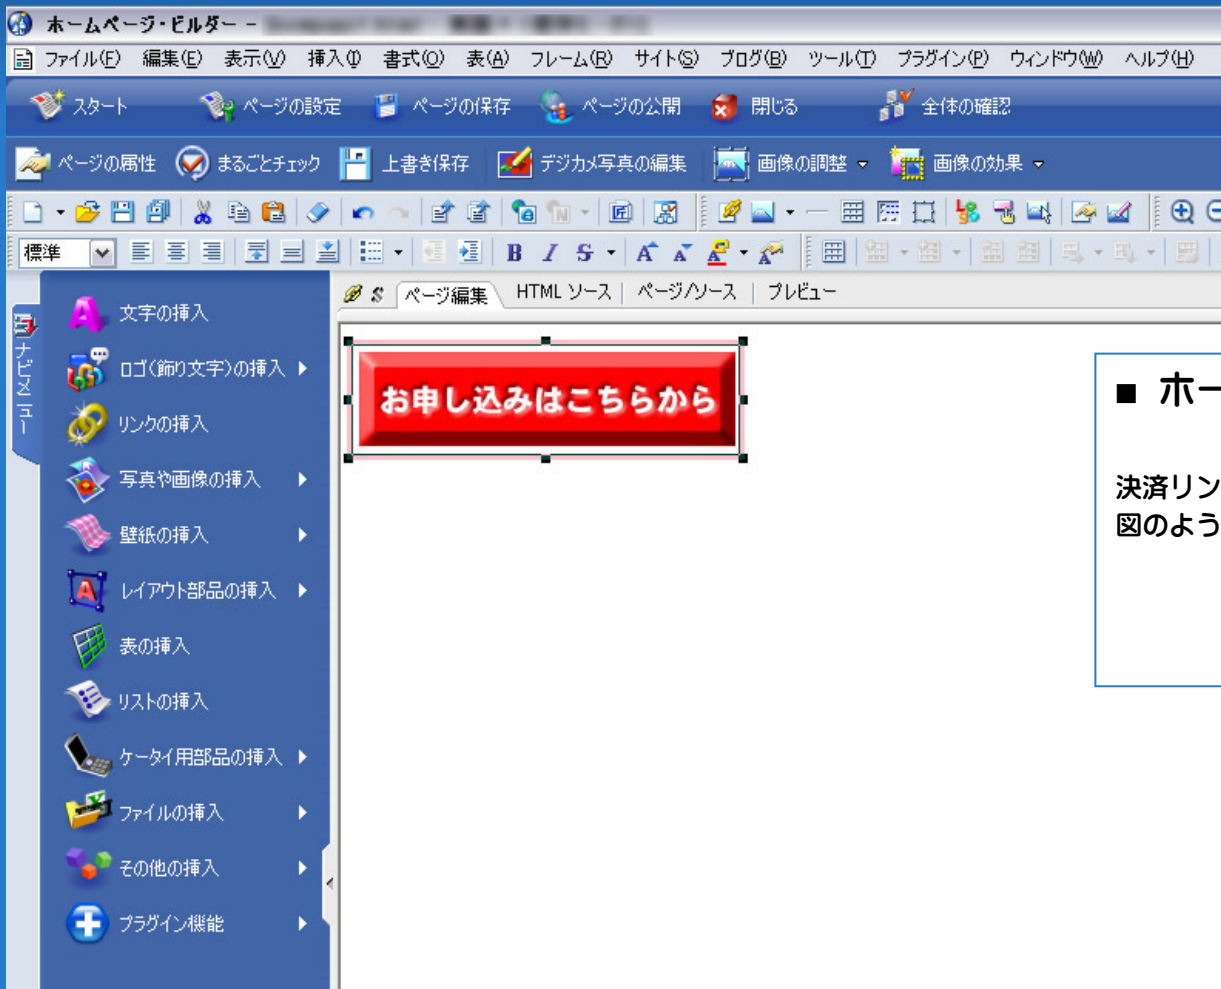 ホームページ・ビルダー -
ファイル(F) 編集(E) 表示(V) 挿入(I) 書式(O) 表(A) フレーム(R) サイト(S) ブログ(B) ツール(T) プラグイン(P) ウィンドウ(W) ヘルプ(H)
スタート ページの設定 ページの保存 ページの公開 閉じる 全体の確認
ページの属性 まるごとチェック 上書き保存 デジカメ写真の編集 画像の調整 画像の効果
標準 B I S A A A A
ページ編集 HTML ソース ページ/ソース プレビュー
ナビメニュー
文字の挿入
ロゴ(飾り文字)の挿入
リンクの挿入
写真や画像の挿入
壁紙の挿入
レイアウト部品の挿入
表の挿入
リストの挿入
ケータイ用部品の挿入
ファイルの挿入
その他の挿入
プラグイン機能
お申し込みはこちらから
■ ホー
決済リン
図のよう